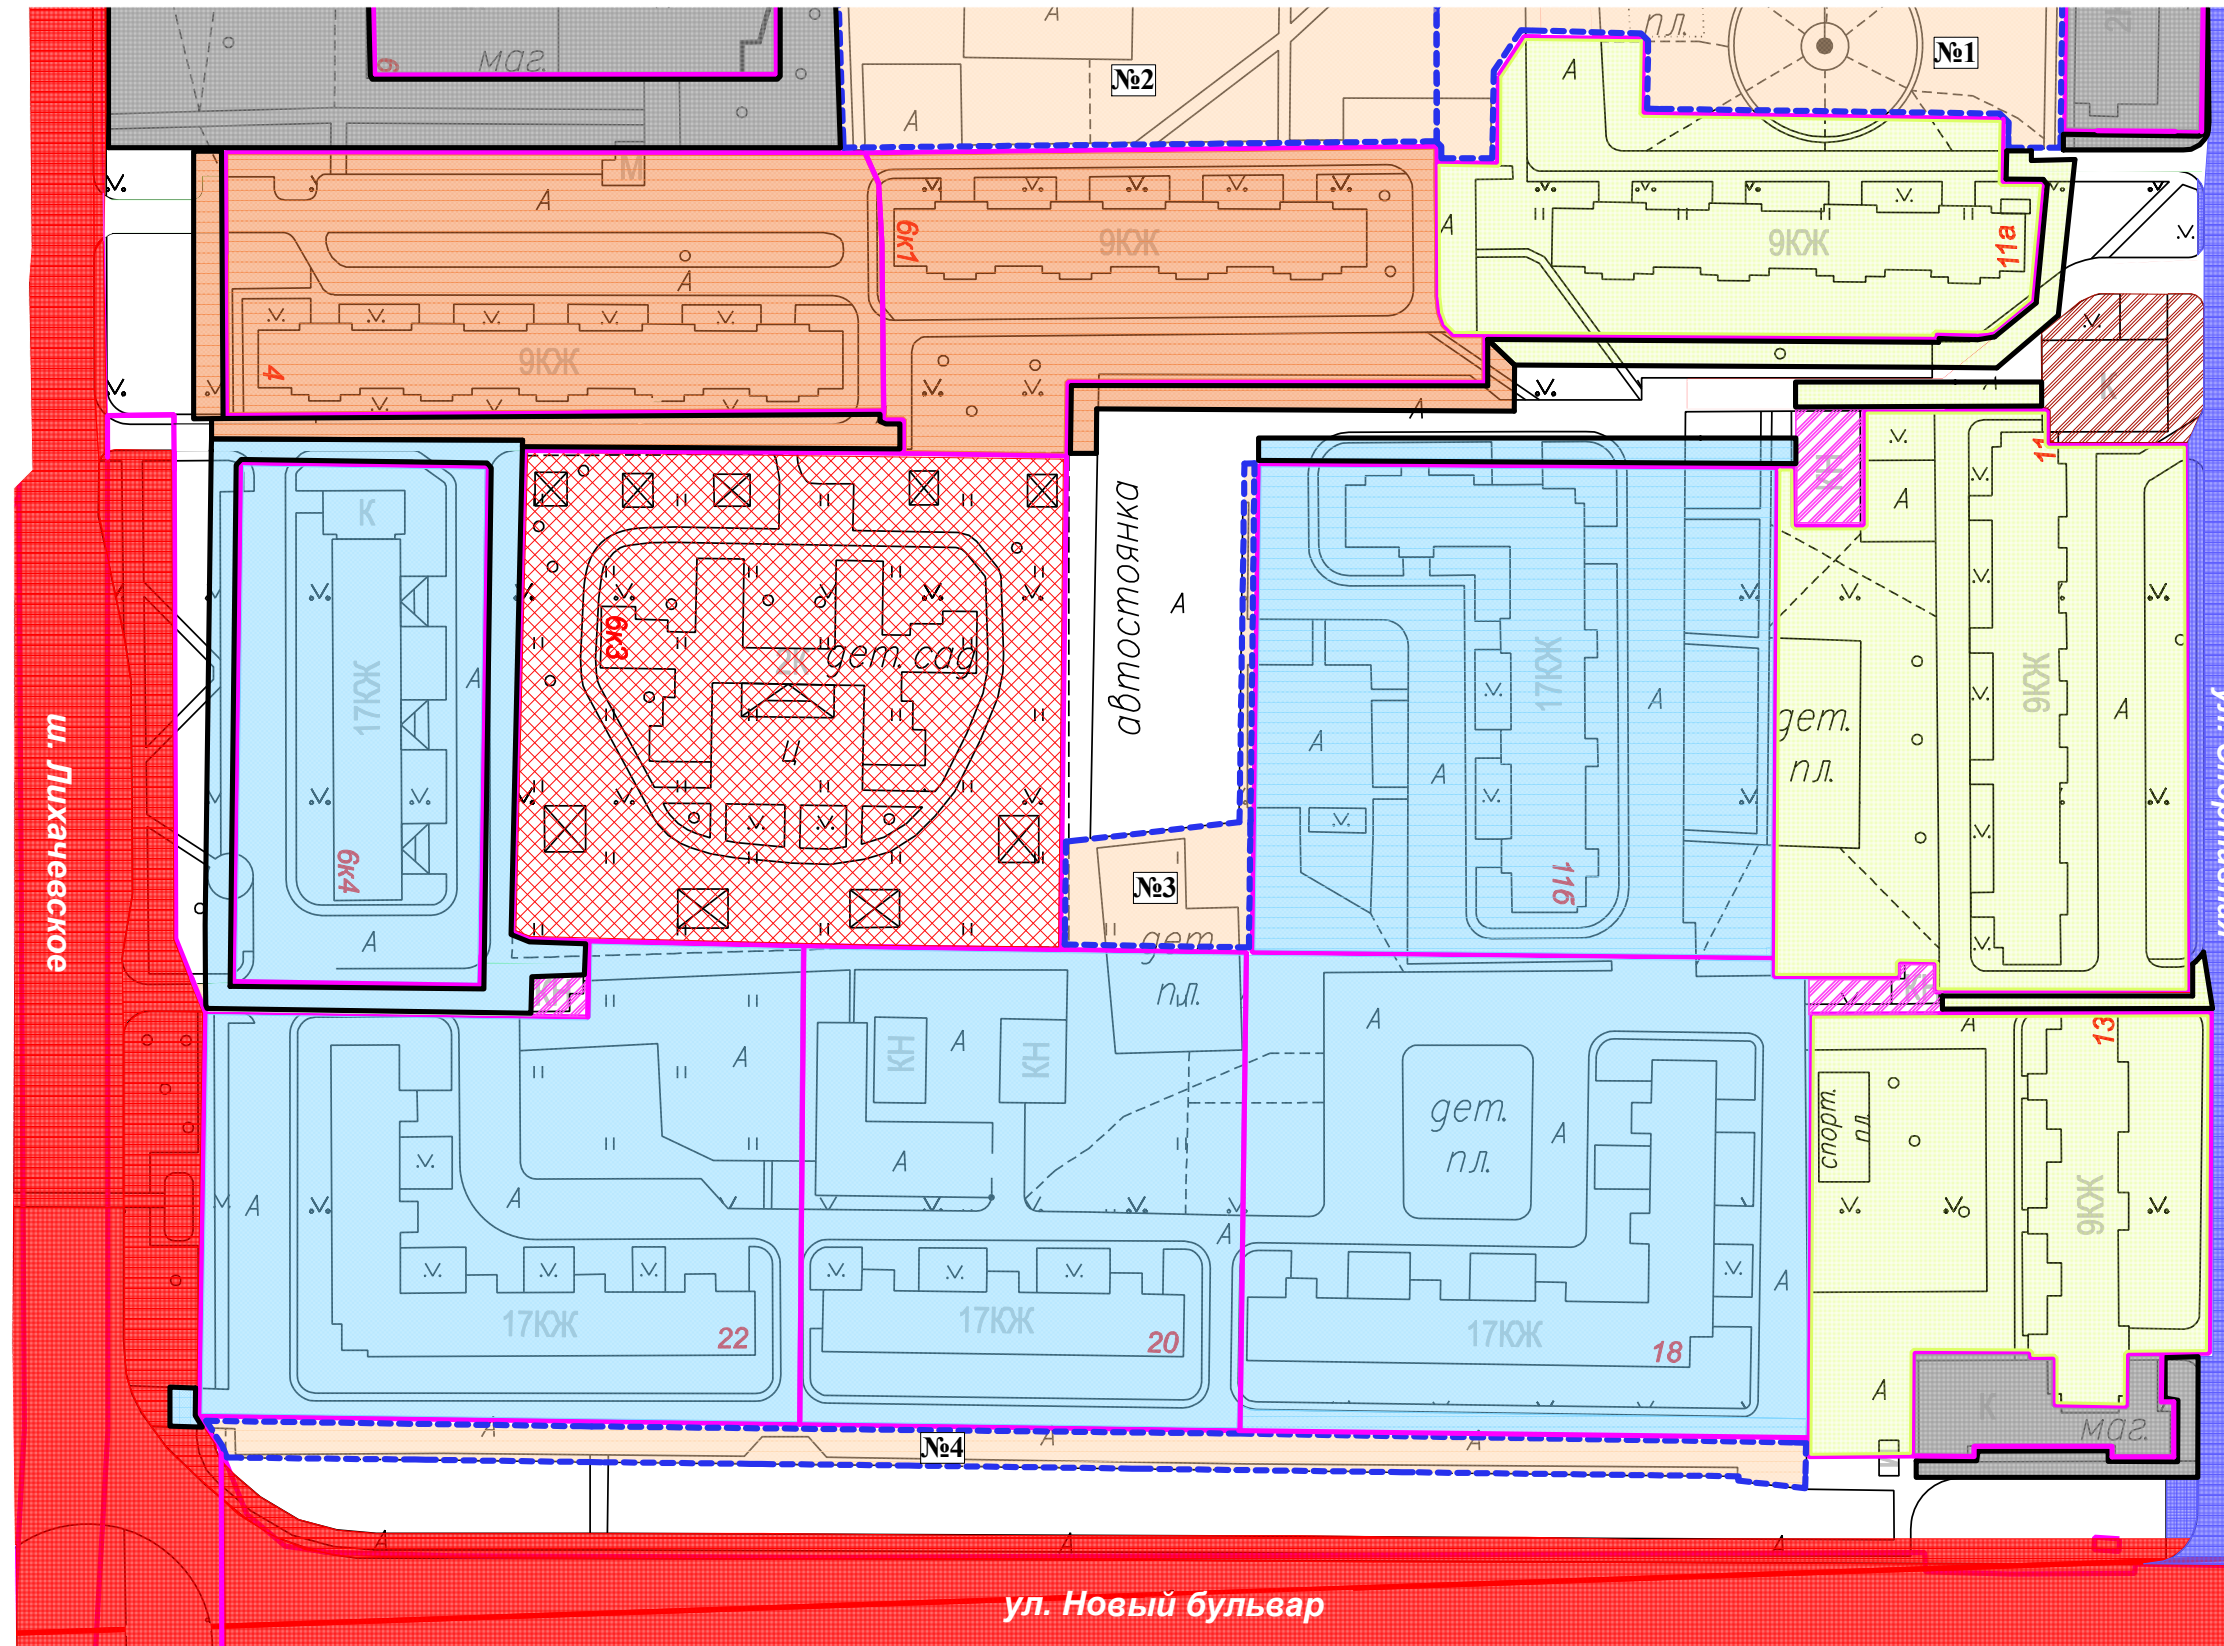 маг.
6
пл.
№1
№2
А
А
А
М
А
А
6к1
9КЖ
А
9КЖ
11а
4
9КЖ
А
К
11
К
17КЖ
А
6к4
А
6к3
дет. сад
Ц
автостоянка
А
№3
дет
пл.
17КЖ
А
А
А
11б
дет.
пл.
А
9КЖ
А
ш. Лихачевское
А
А
А
22
17КЖ
КН
КН
А
А
А
17КЖ
20
А
дет.
пл.
А
А
17КЖ
18
А
13
спорт.
пл.
9КЖ
А
К
маг.
№4
А
А
А
А
А
А
ул. Новый бульвар